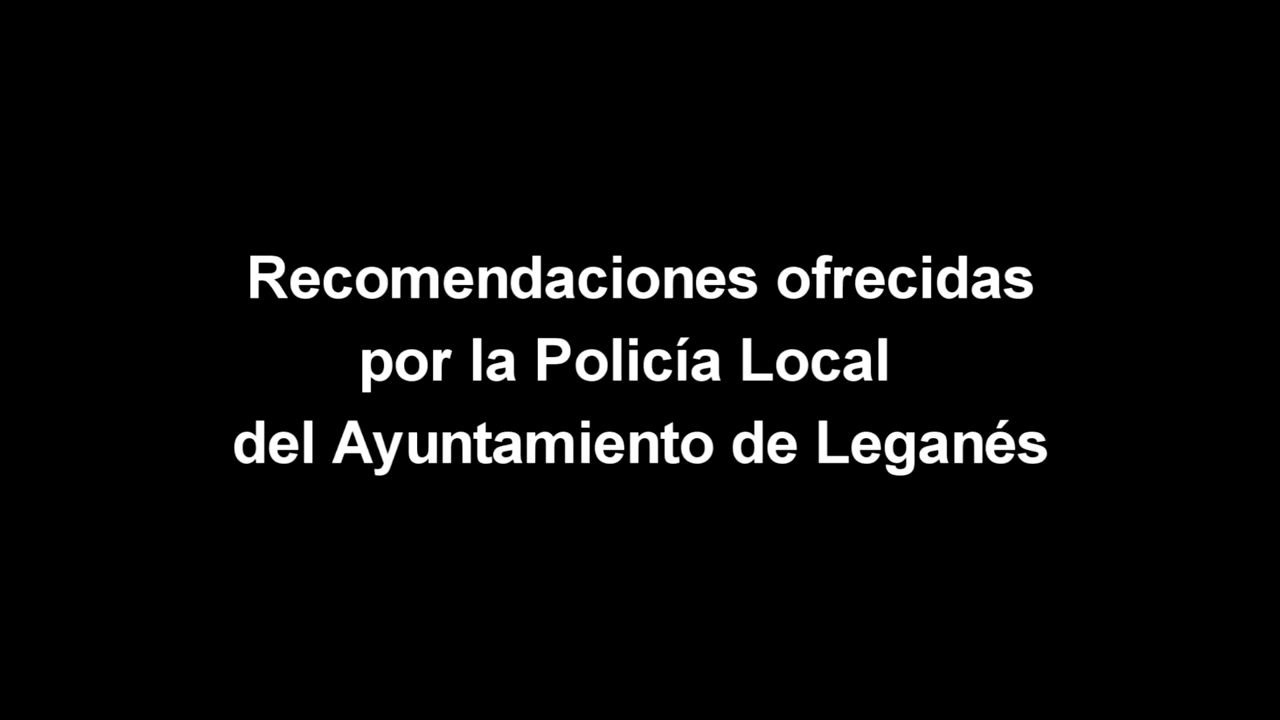 Recomendaciones ofrecidas
por la Policía Local
del Ayuntamiento de Leganés